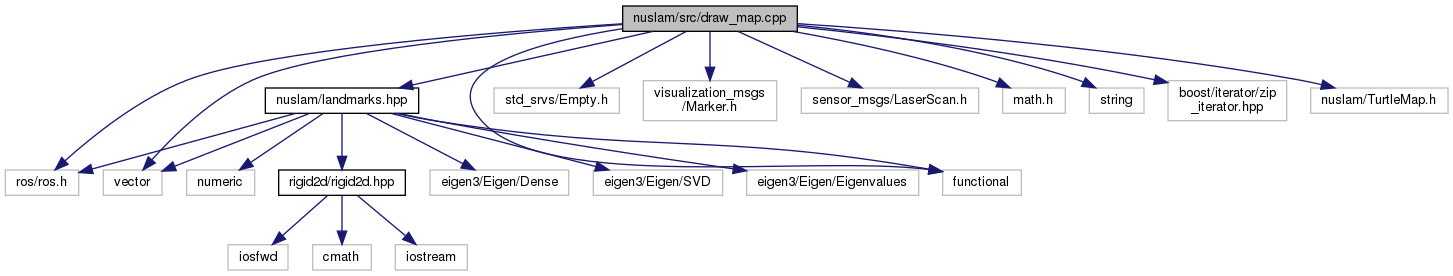 nuslam/src/draw_map.cpp
nuslam/landmarks.hpp
std_srvs/Empty.h
visualization_msgs
/Marker.h
sensor_msgs/LaserScan.h
math.h
string
boost/iterator/zip
_iterator.hpp
nuslam/TurtleMap.h
ros/ros.h
vector
numeric
rigid2d/rigid2d.hpp
eigen3/Eigen/Dense
eigen3/Eigen/SVD
eigen3/Eigen/Eigenvalues
functional
iosfwd
cmath
iostream